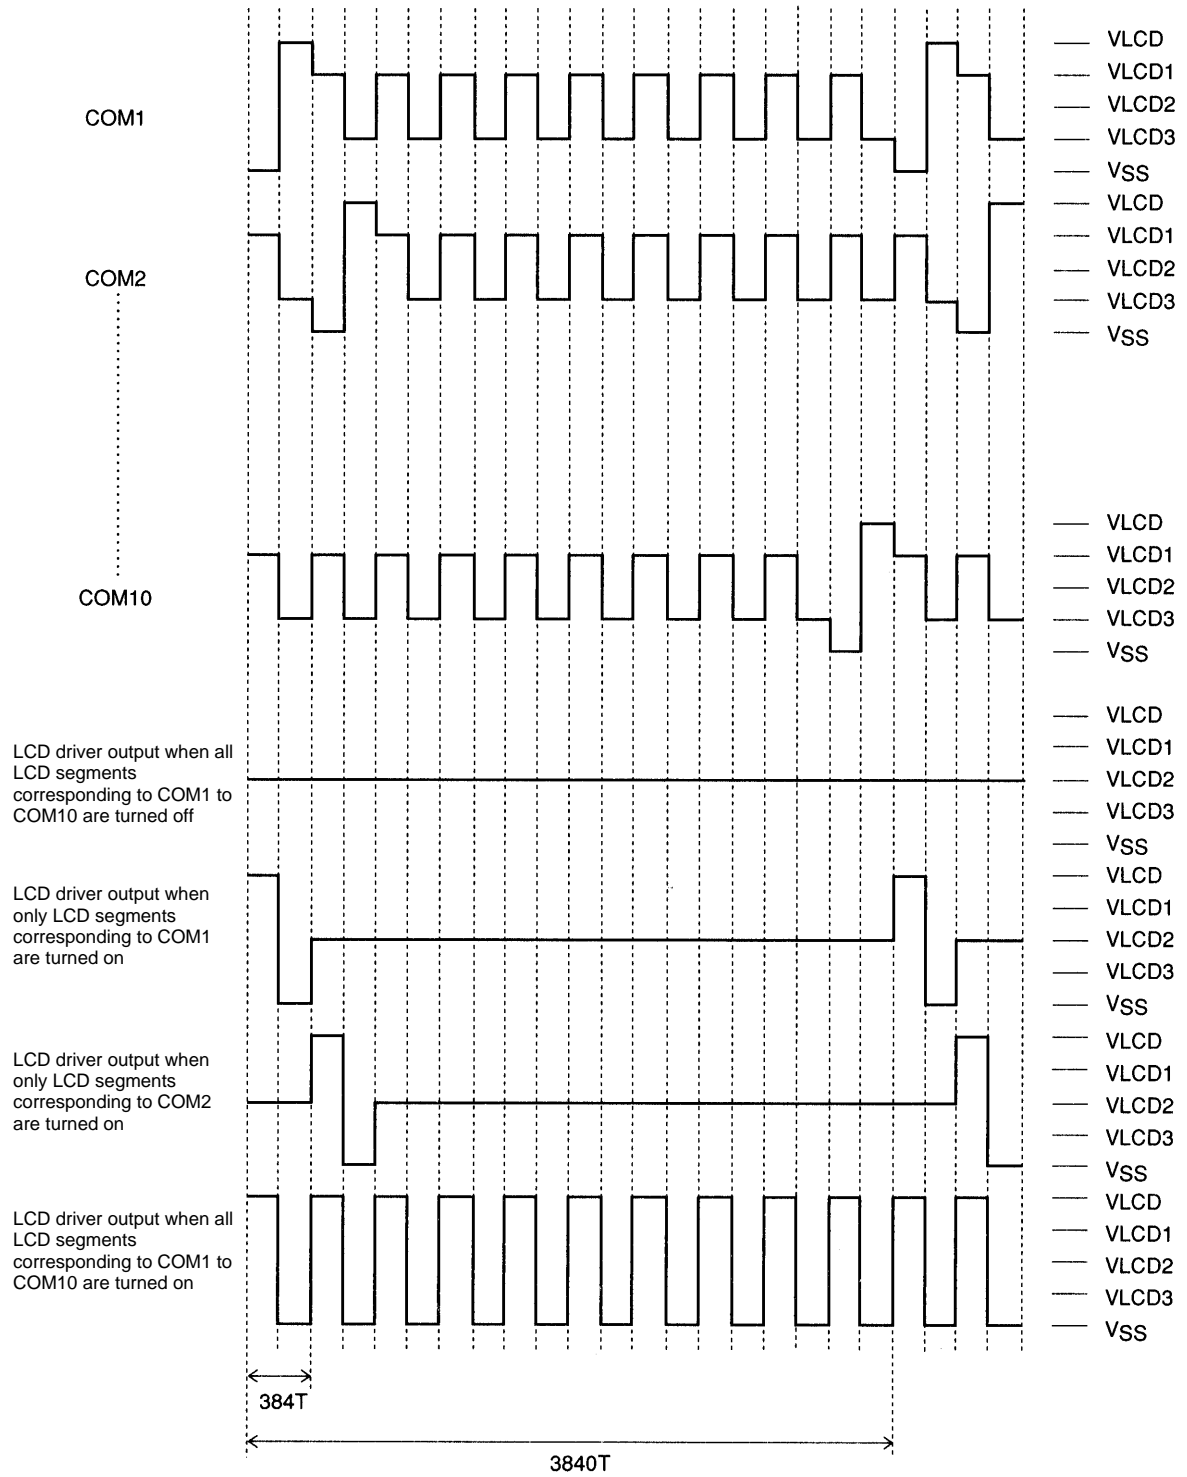 VLCD
VLCD1
COM1
VLCD2
VLCD3
VSS
VLCD
VLCD1
COM2
VLCD2
VLCD3
VSS
VLCD
VLCD1
COM10
VLCD2
VLCD3
VSS
VLCD
LCD driver output when all
LCD segments
corresponding to COM1 to
COM10 are turned off
VLCD1
VLCD2
VLCD3
VSS
VLCD
LCD driver output when
only LCD segments
corresponding to COM1
are turned on
VLCD1
VLCD2
VLCD3
VSS
VLCD
LCD driver output when
only LCD segments
corresponding to COM2
are turned on
VLCD1
VLCD2
VLCD3
VSS
VLCD
LCD driver output when all
LCD segments
corresponding to COM1 to
COM10 are turned on
VLCD1
VLCD2
VLCD3
VSS
384T
3840T